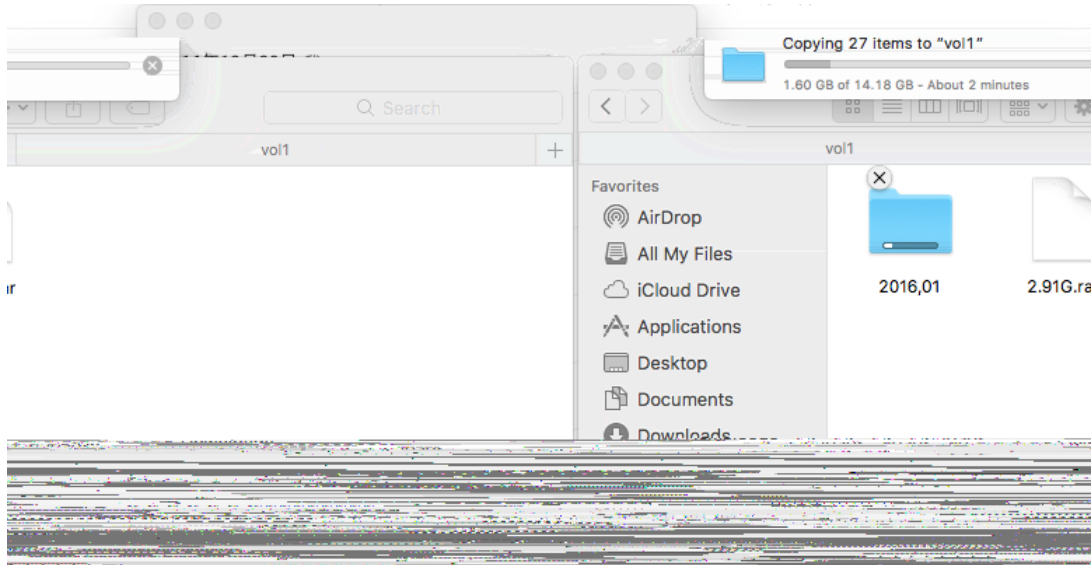 Copying 27 items to “vol1”
1.60 GB of 14.18 GB - About 2 minutes
Search
vol1
vol1
Favorites
AirDrop
All My Files
iCloud Drive
Applications
Desktop
Documents
Downloads
2016,01
2.91G.ra